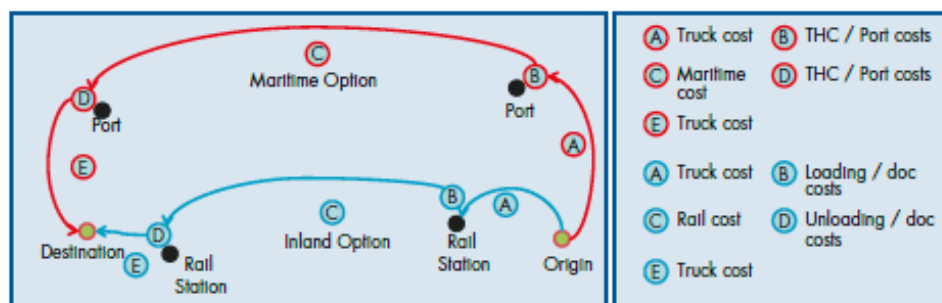 C
Maritime Option
D
Port
B
Port
E
A
Destination
D
E
Rail
Station
C
Inland Option
B
A
Rail
Station
Origin
A Truck cost
B THC / Port costs
C Maritime
cost
D THC / Port costs
E Truck cost
A Truck cost
B Loading / doc
costs
C Rail cost
D Unloading / doc
costs
E Truck cost